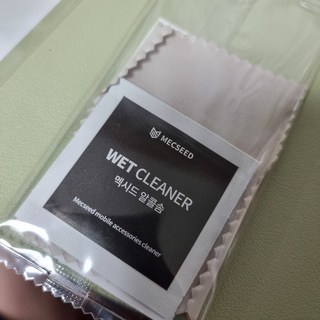 MECSEED
WET CLEANER
멕시드 알콜솜
Mecseed mobile accessories cleaner